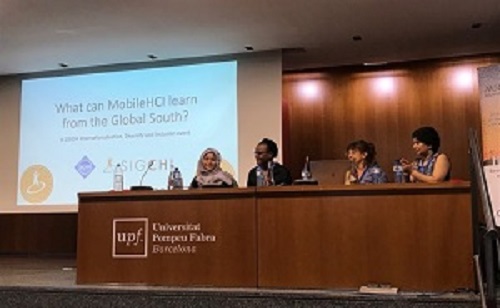 What can MobileHCI learn
from the Global South?
SIGCHI
upf.
Universitat
Pompeu Fabra
Barcelona